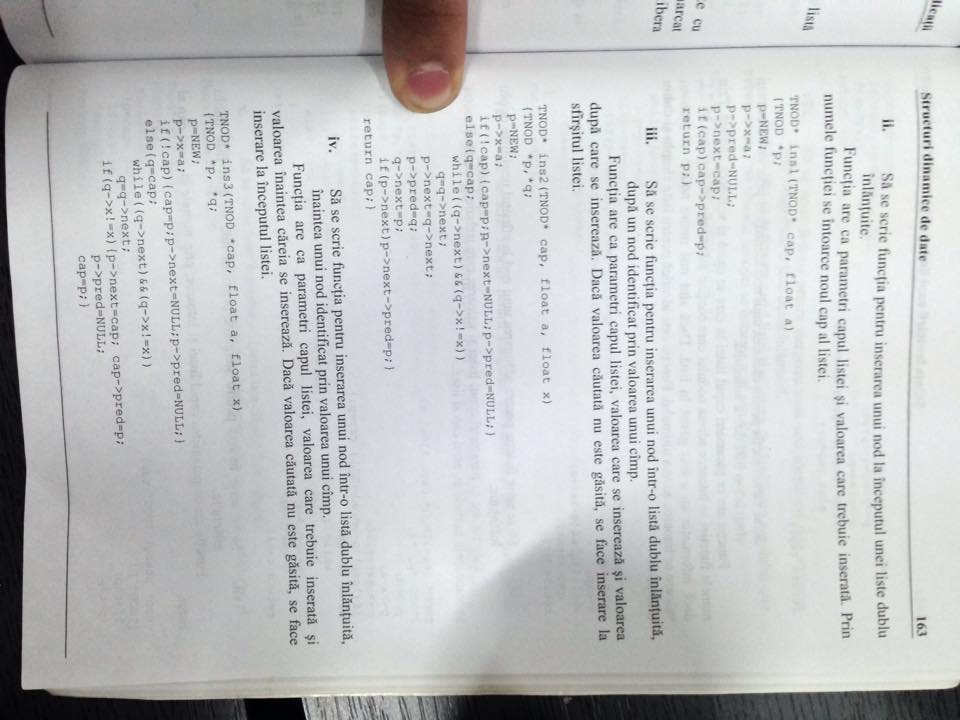 licaţii
listă
e cu
parcat
libera
Structuri dinamice de date 163
ii. Să se scrie funcţia pentru inserarea unui nod la începutul unei liste dublu
înlănţuite.
Funcţia are ca parametri capul listei şi valoarea care trebuie inserată. Prin
numele funcţiei se întoarce noul cap al listei.
TNOD* ins1(TNOD* cap, float a)
{TNOD *p;
p=NEW;
p->x=a;
p->pred=NULL;
p->next=cap;
if(cap)cap->pred=p;
return p;}
iii. Să se scrie funcţia pentru inserarea unui nod într-o listă dublu înlănţuită,
după un nod identificat prin valoarea unui cîmp.
Funcţia are ca parametri capul listei, valoarea care se inserează şi valoarea
după care se inserează. Dacă valoarea căutată nu este găsită, se face inserare la
sfîrşitul listei.
TNOD* ins2(TNOD* cap, float a, float x)
{TNOD *p,*q;
p=NEW;
p->x=a;
if(!cap){cap=p;p->next=NULL;p->pred=NULL;}
else{q=cap;
while((q->next)&&(q->x!=x))
q=q->next;
p->next=q->next;
p->pred=q;
q->next=p;
if(p->next)p->next->pred=p;}
return cap;}
iv. Să se scrie funcţia pentru inserarea unui nod într-o listă dublu înlănţuită,
înaintea unui nod identificat prin valoarea unui cîmp.
Funcţia are ca parametri capul listei, valoarea care trebuie inserată şi
valoarea înaintea căreia se inserează. Dacă valoarea căutată nu este găsită, se face
inserare la începutul listei.
TNOD* ins3(TNOD *cap, float a, float x)
{TNOD *p, *q;
p=NEW;
p->x=a;
if(!cap){cap=p;p->next=NULL;p->pred=NULL;}
else{q=cap;
while((q->next)&&(q->x!=x))
q=q->next;
if(q->x!=x){p->next=cap; cap->pred=p;
p->pred=NULL;
cap=p;}